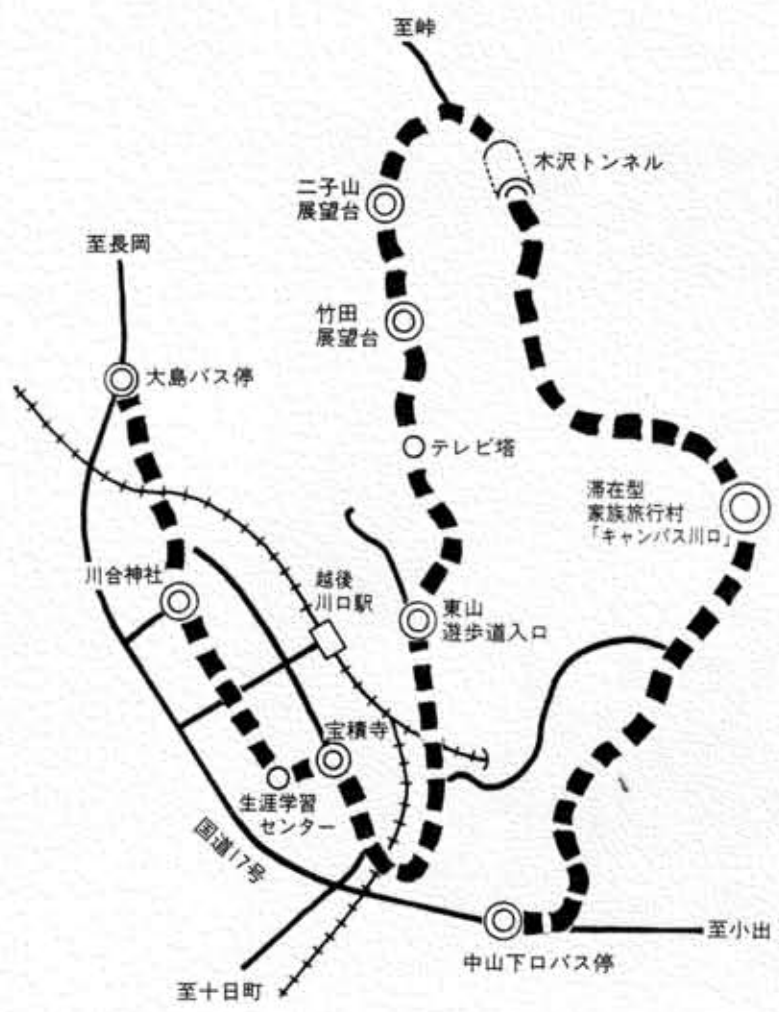 至峠
木沢トンネル
二子山
展望台
至長岡
竹田
展望台
大島バス停
テレビ塔
滞在型
家族旅行村
「キャンパス川口」
川合神社
越後
川口駅
東山
遊歩道入口
宝積寺
生涯学習
センター
国道17号
至小出
中山下口バス停
至十日町